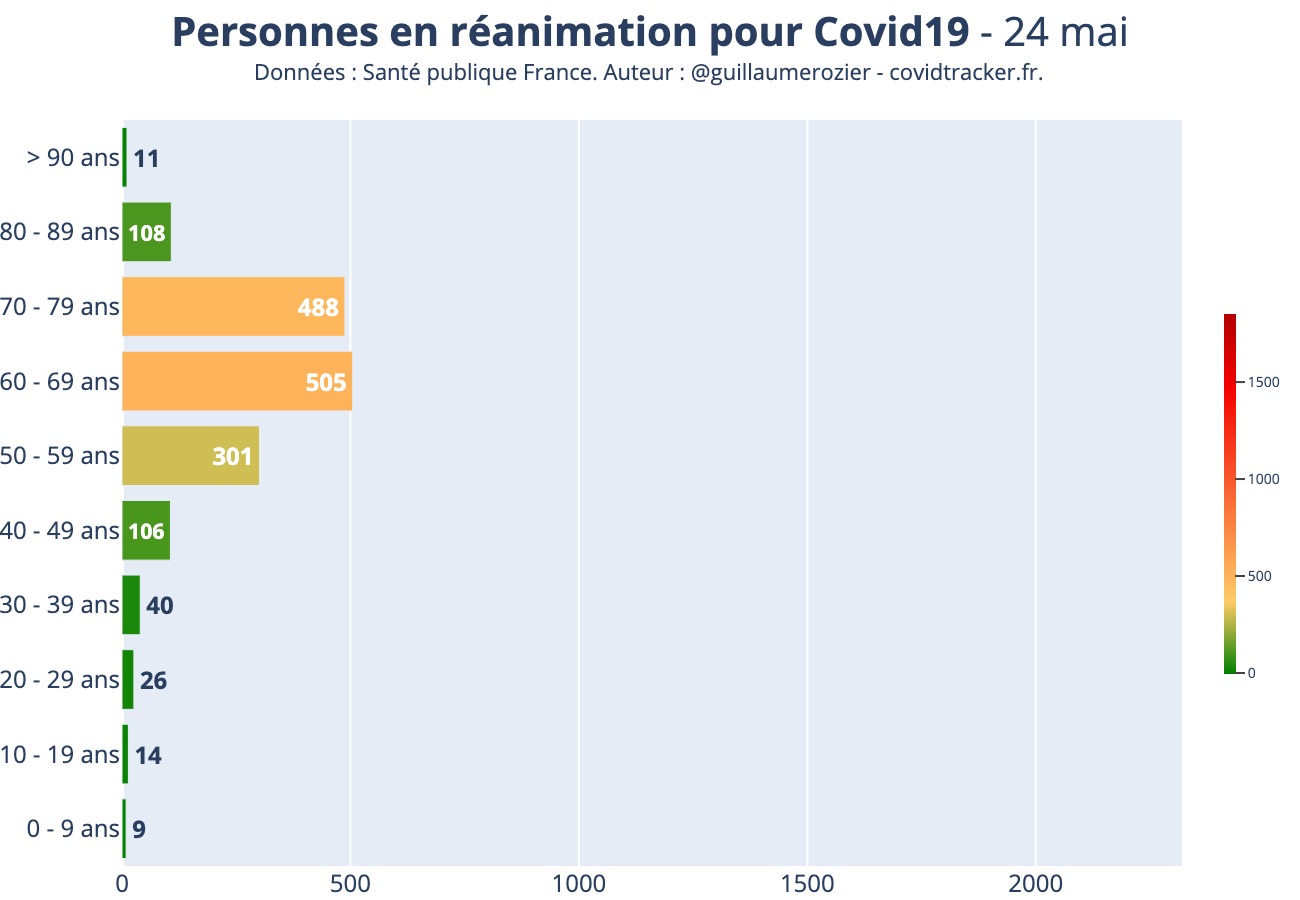 Personnes en réanimation pour Covid19 - 24 mai
Données : Santé publique France. Auteur : @guillaumerozier - covidtracker.fr.
> 90 ans 11
80 - 89 ans 108
70 - 79 ans 488
60 - 69 ans 505
50 - 59 ans 301
40 - 49 ans 106
30 - 39 ans 40
20 - 29 ans 26
10 - 19 ans 14
0 - 9 ans 9
0 500 1000 1500 2000
1500
1000
500
0